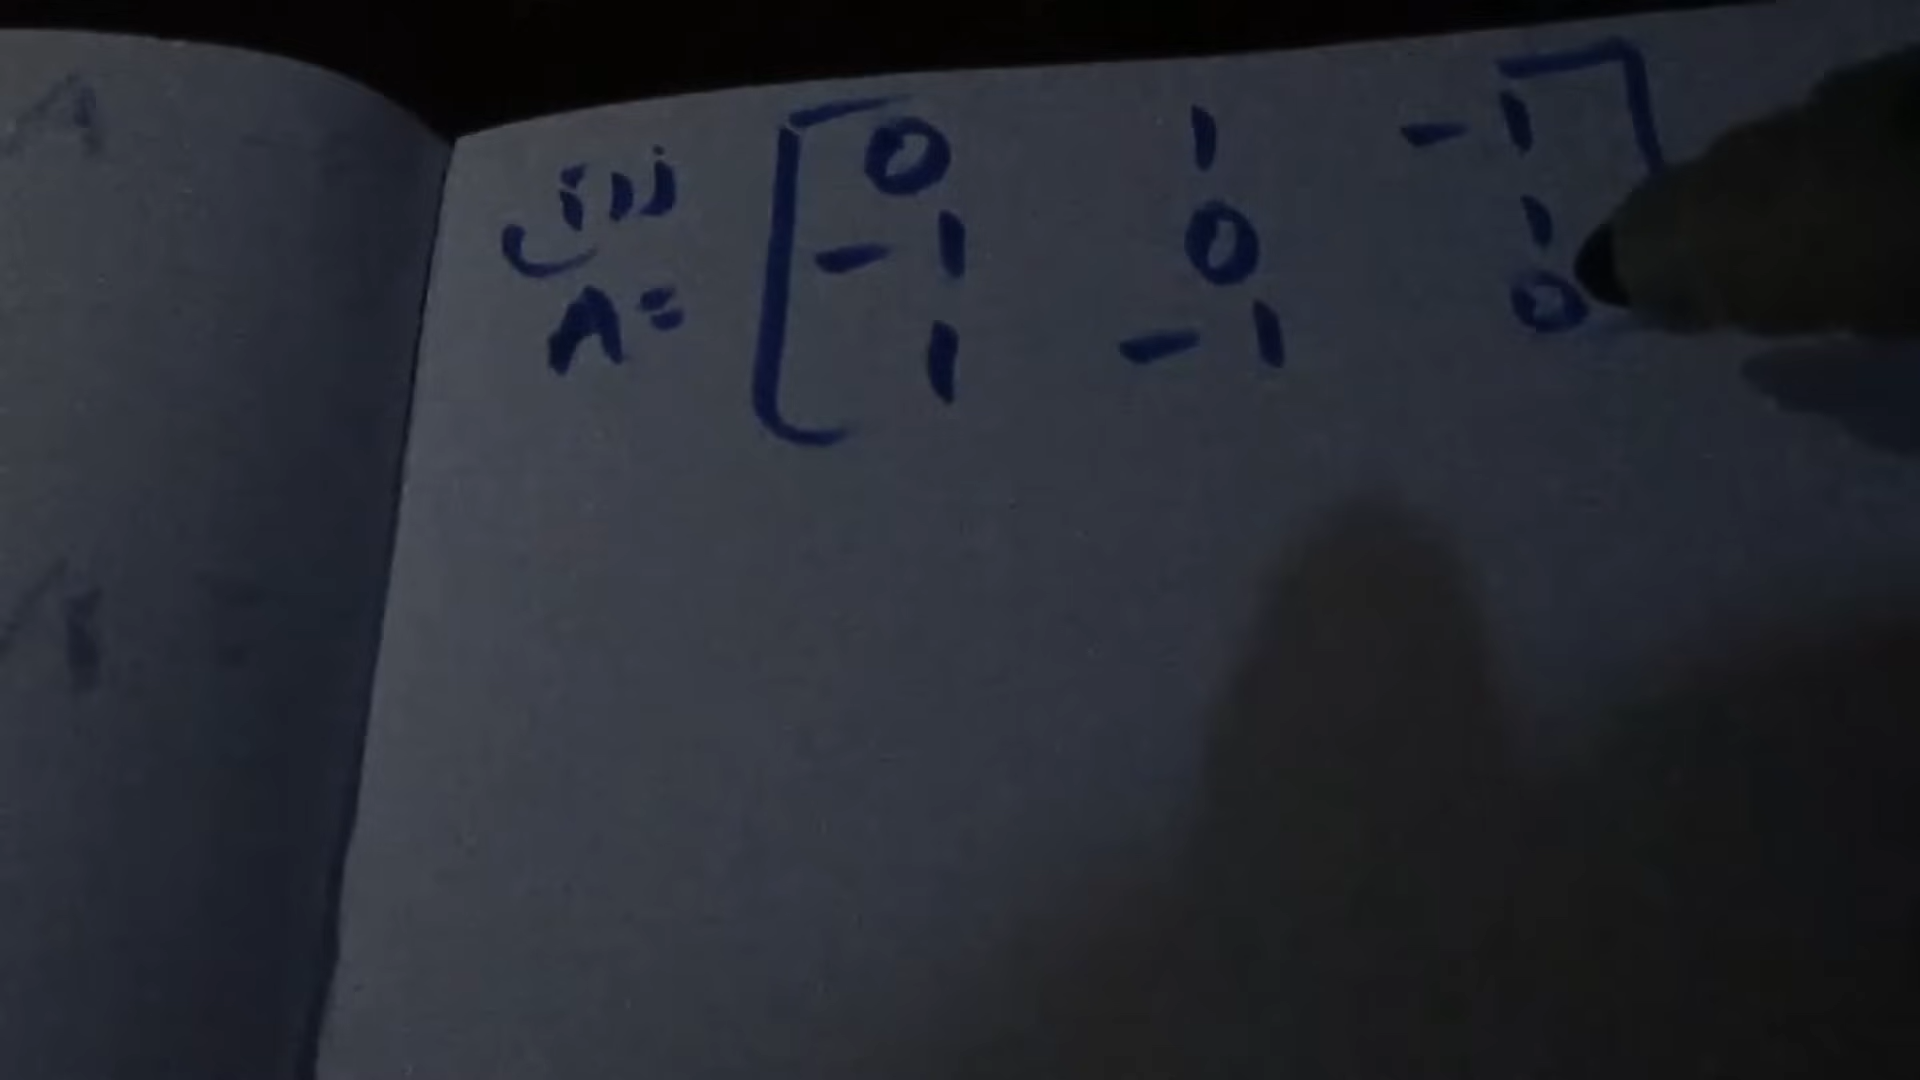 (ii)
A = [ 0 1 -1
-1 0 1
1 -1 0